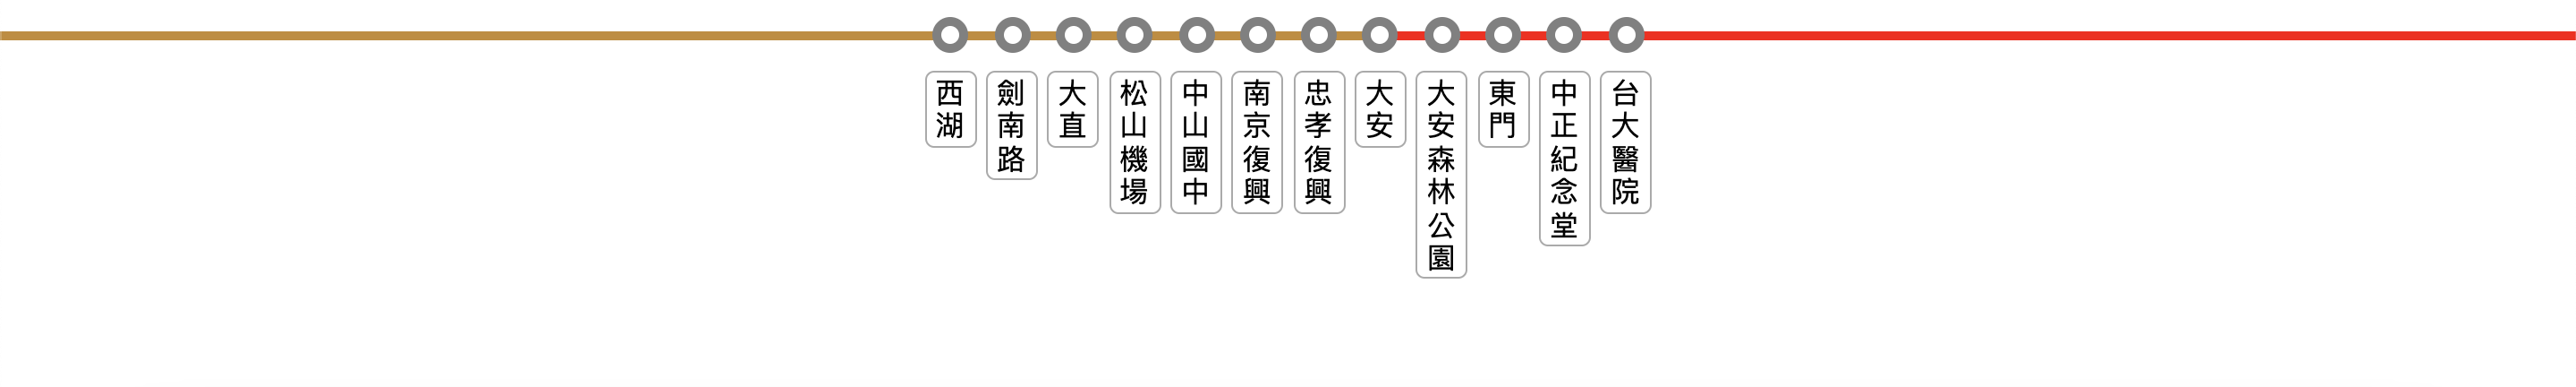 西湖
劍南路
大直
松山機場
中山國中
南京復興
忠孝復興
大安
大安森林公園
東門
中正紀念堂
台大醫院